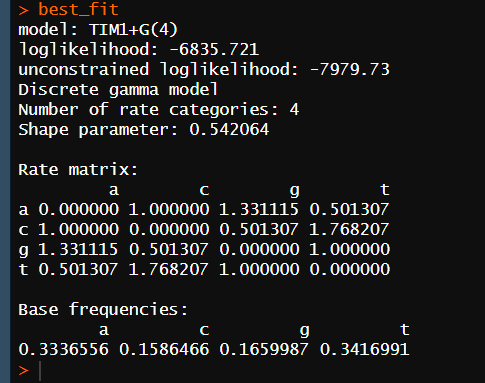 > best_fit
model: TIM1+G(4)
loglikelihood: -6835.721
unconstrained loglikelihood: -7979.73
Discrete gamma model
Number of rate categories: 4
Shape parameter: 0.542064
Rate matrix:
a c g t
a 0.000000 1.000000 1.331115 0.501307
c 1.000000 0.000000 0.501307 1.768207
g 1.331115 0.501307 0.000000 1.000000
t 0.501307 1.768207 1.000000 0.000000
Base frequencies:
a c g t
0.3336556 0.1586466 0.1659987 0.3416991
>